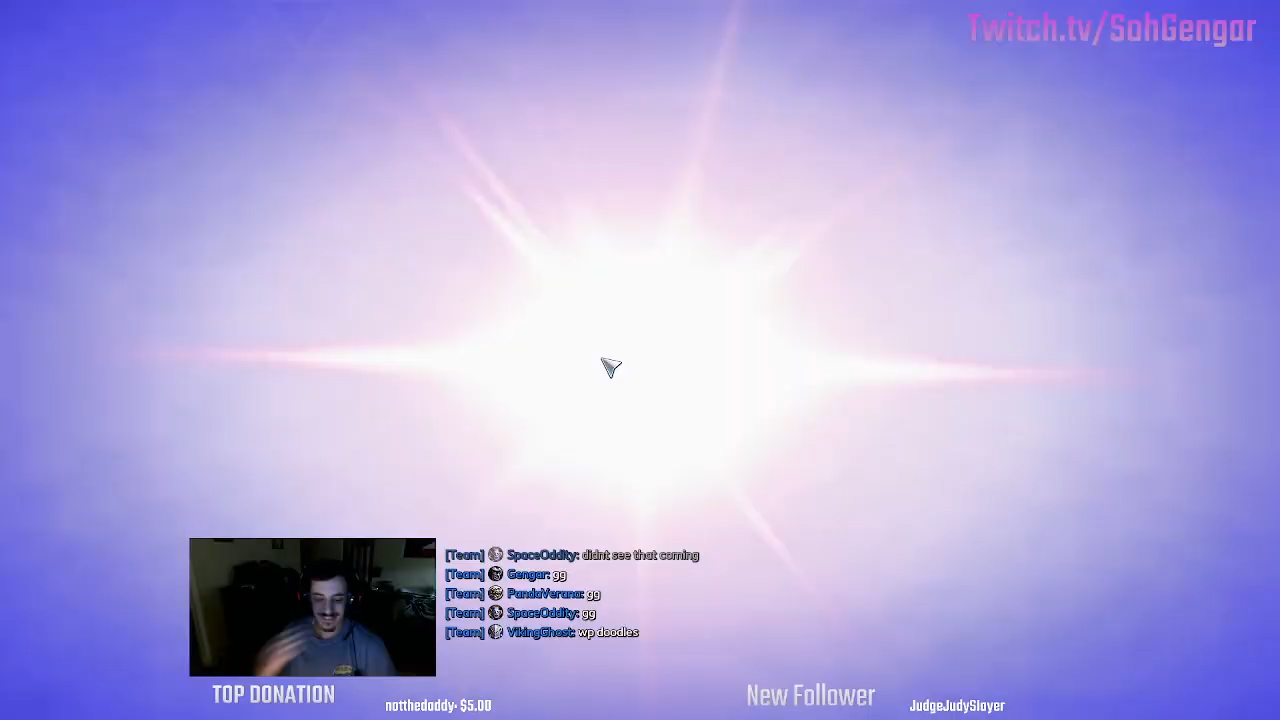 Twitch.tv/SohGengar
[Team] SpaceOddity: didnt see that coming
[Team] Gengar: gg
[Team] PandaVerana: gg
[Team] SpaceOddity: gg
[Team] VikingGhost: wp doodles
TOP DONATION
notthedaddy• $5.00
New Follower
JudgeJudySlayer